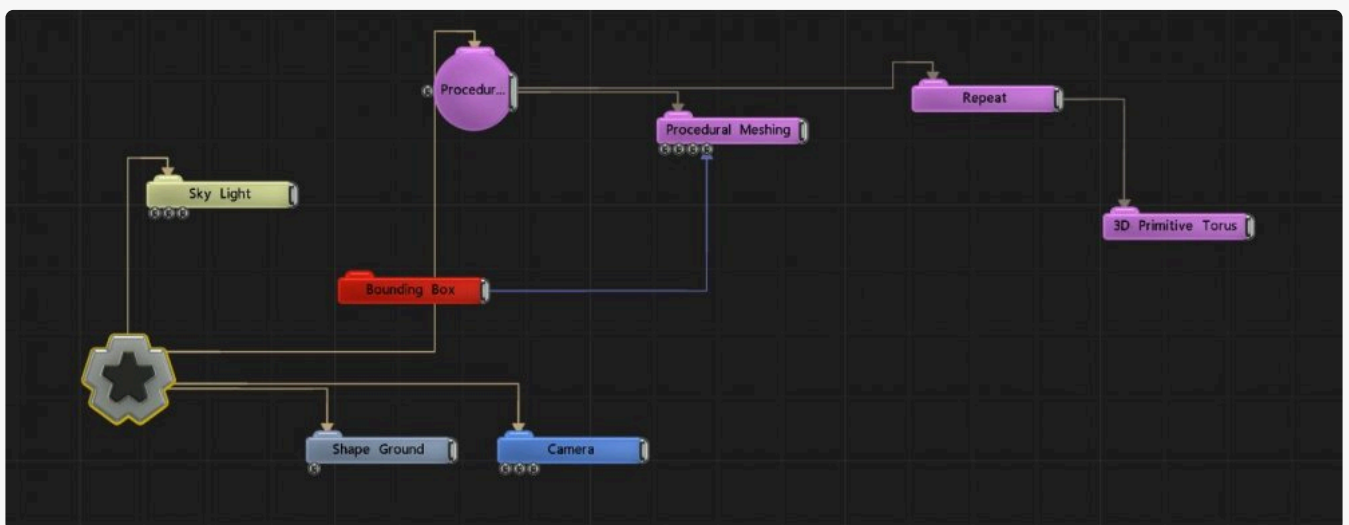 Procedur...
Repeat
Procedural Meshing
Sky Light
3D Primitive Torus
Bounding Box
Shape Ground
Camera